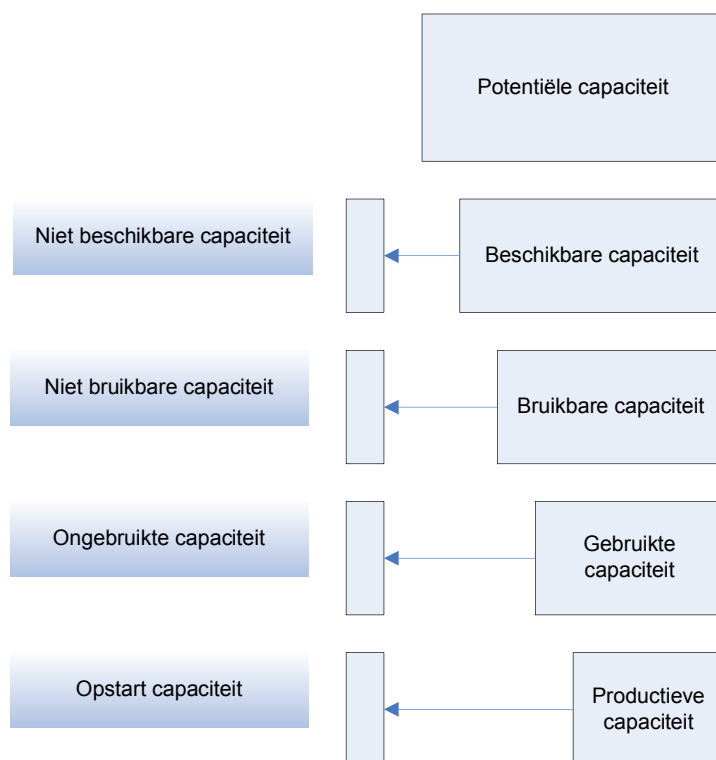 Potentiële capaciteit
Niet beschikbare capaciteit
Beschikbare capaciteit
Niet bruikbare capaciteit
Bruikbare capaciteit
Ongebruikte capaciteit
Gebruikte
capaciteit
Opstart capaciteit
Productieve
capaciteit